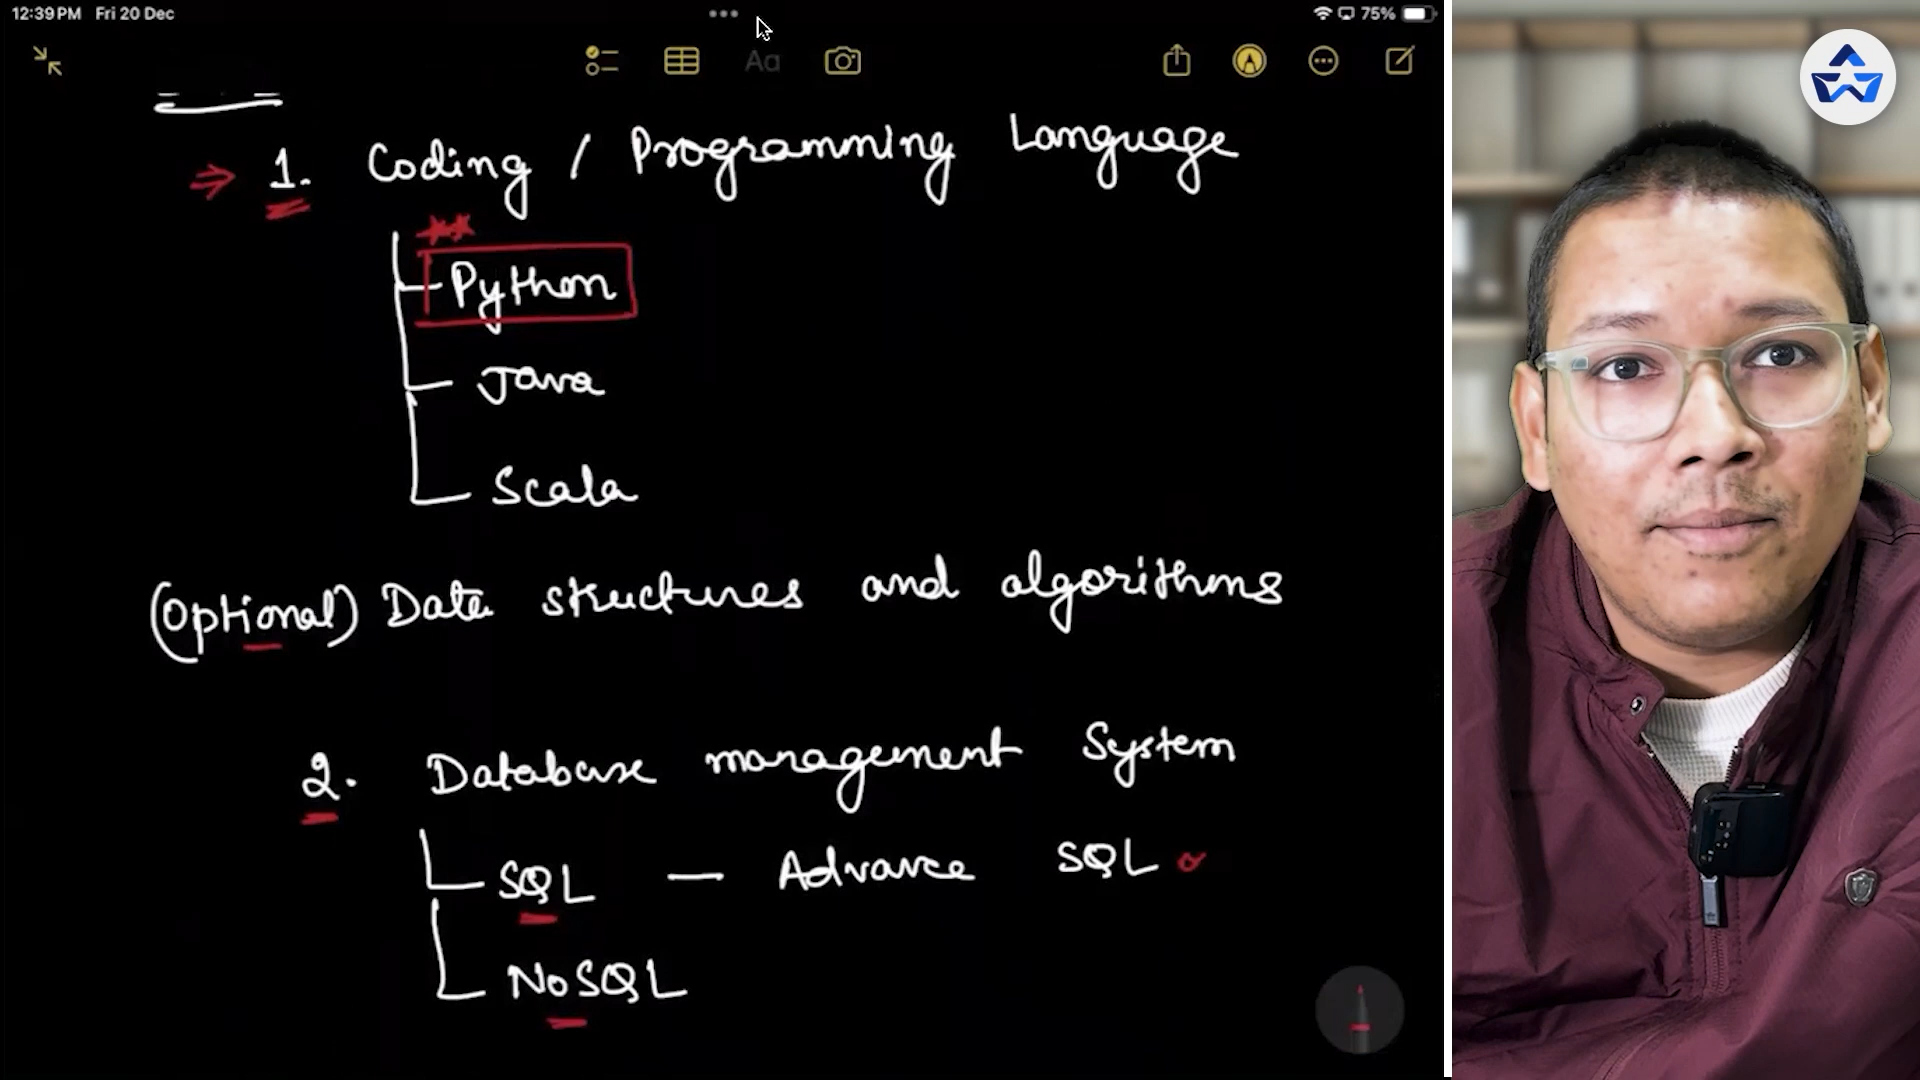 12:39 PM Fri 20 Dec
75%
Aa
1. Coding / Programming Language
Python
Java
Scala
(Optional) Data structures and algorithms
2. Database management System
SQL — Advance SQL
NoSQL